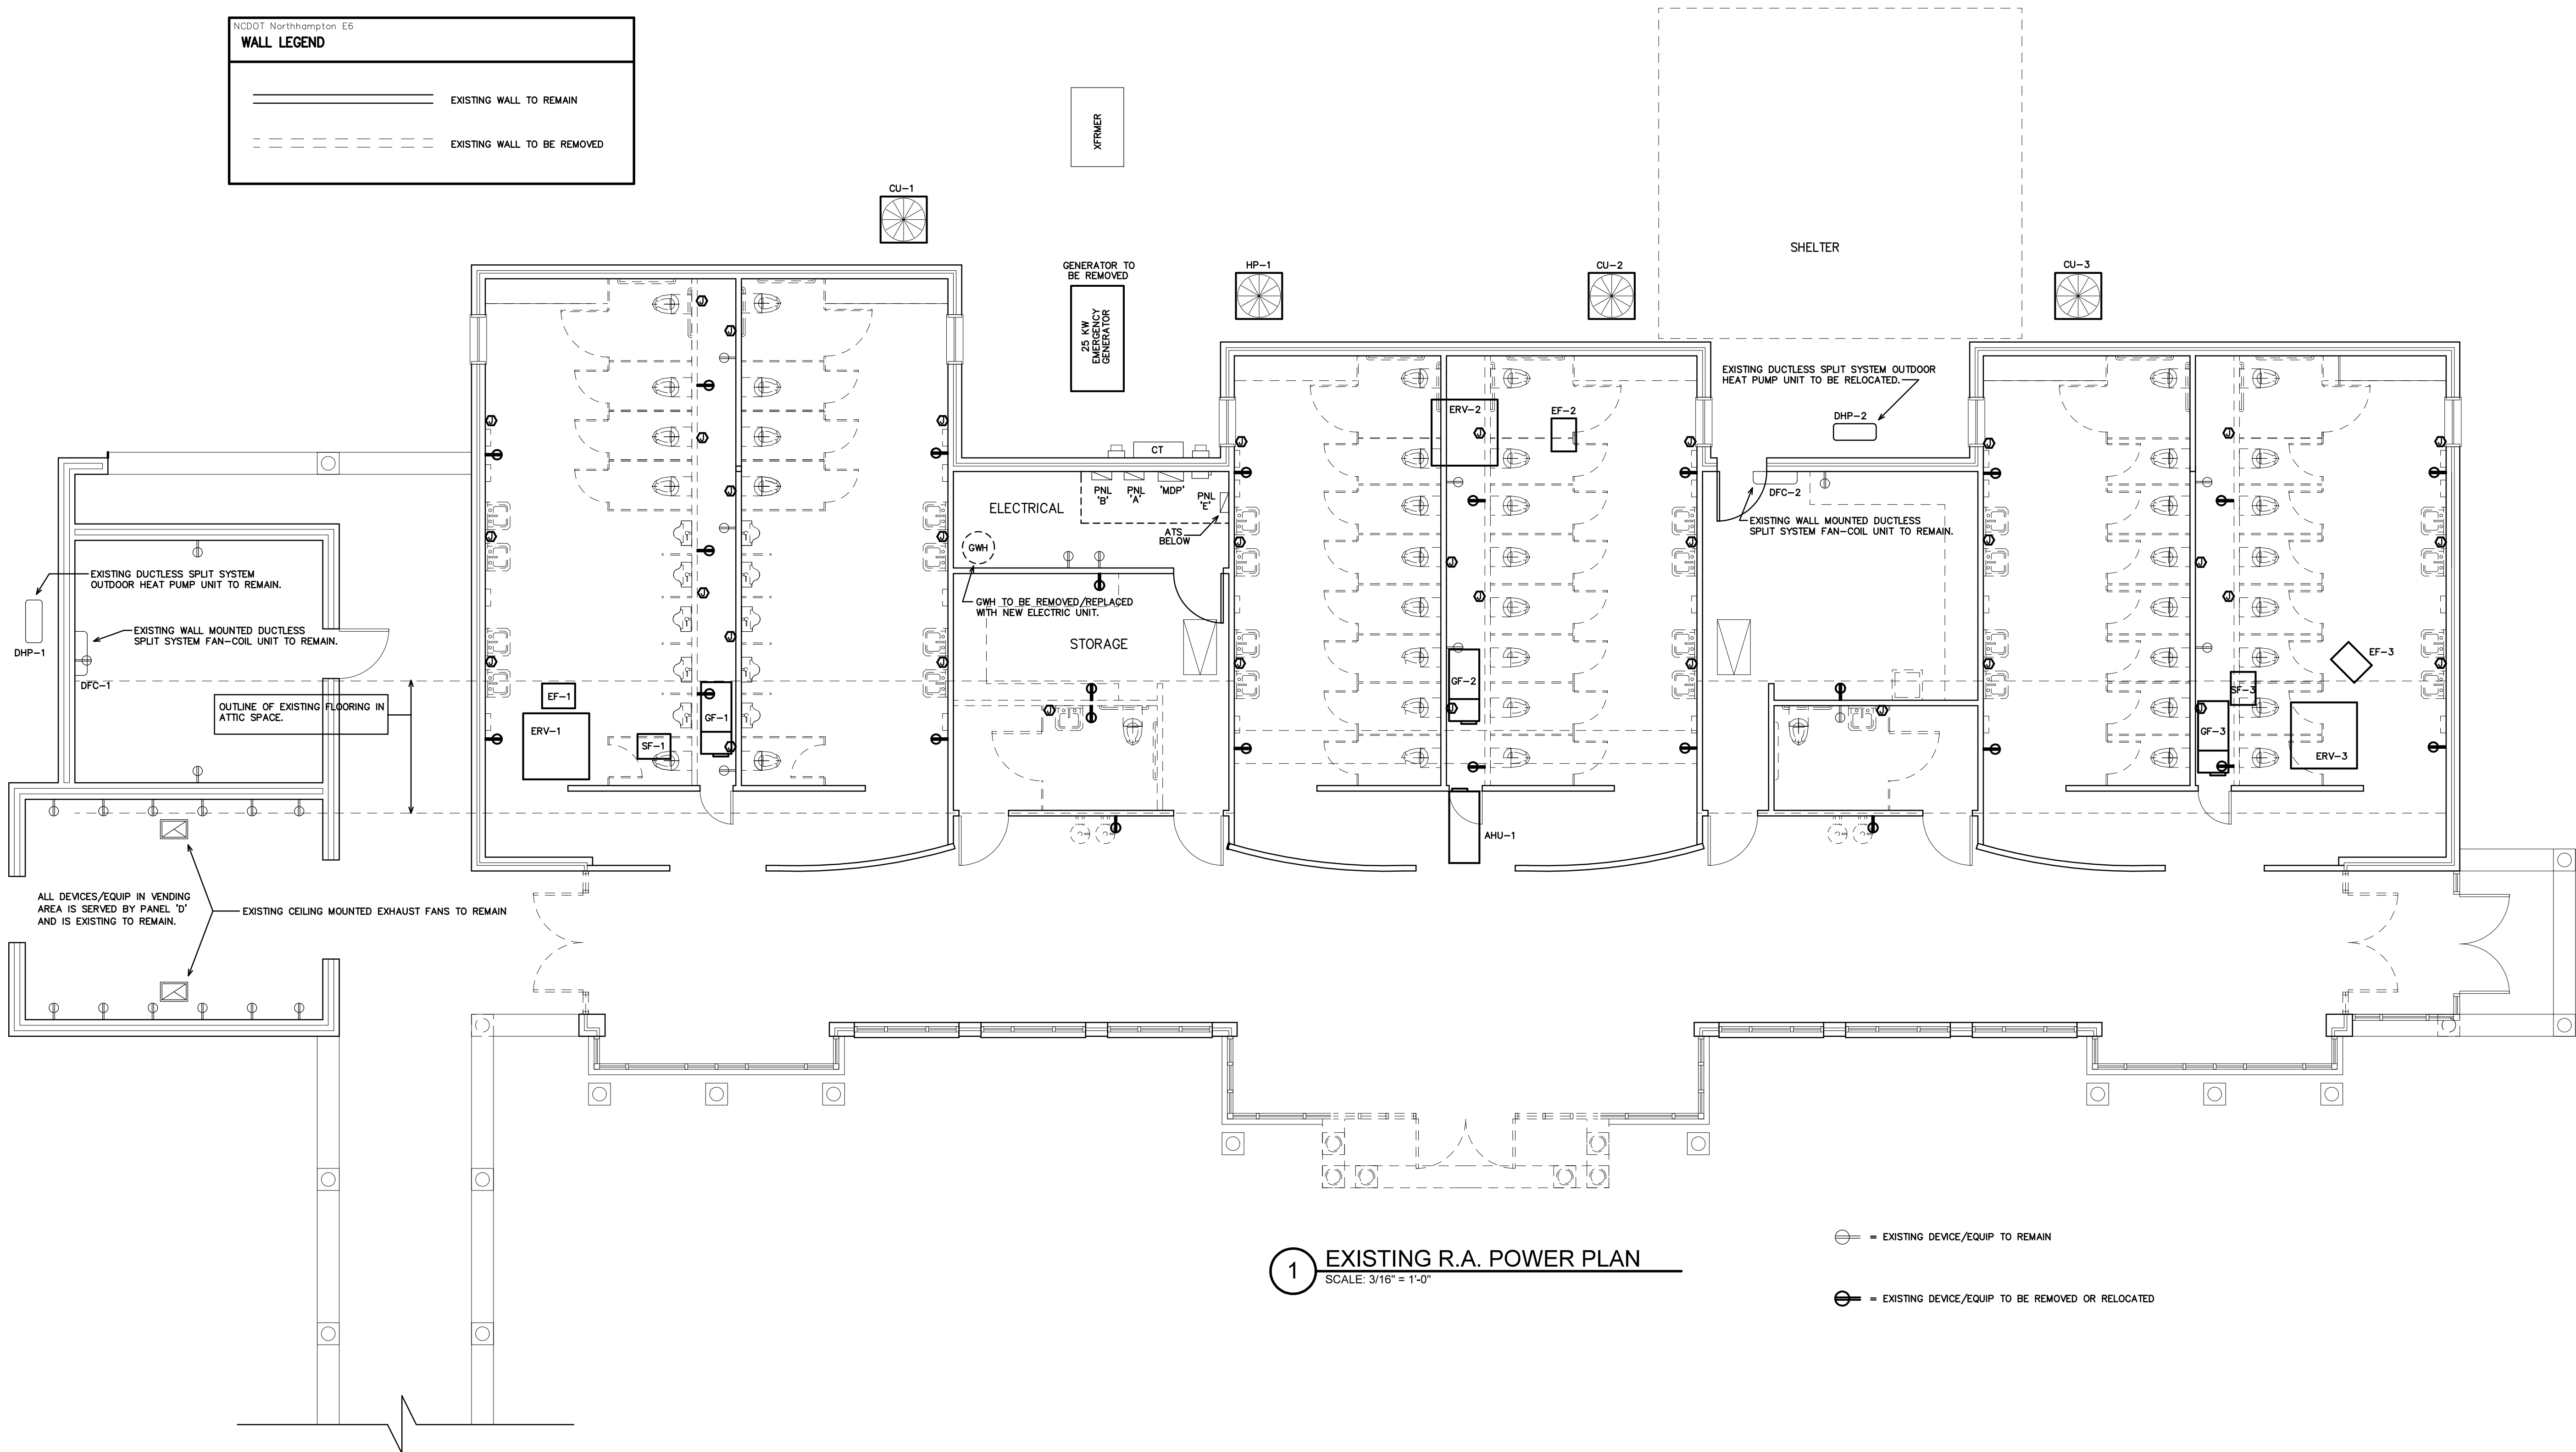 NCDOT Northhampton E6
WALL LEGEND
EXISTING WALL TO REMAIN
EXISTING WALL TO BE REMOVED
XFRMER
CU-1
GENERATOR TO
BE REMOVED
25 KW
EMERGENCY
GENERATOR
HP-1
CU-2
SHELTER
CU-3
EXISTING DUCTLESS SPLIT SYSTEM OUTDOOR
HEAT PUMP UNIT TO BE RELOCATED.
DHP-2
ERV-2
EF-2
CT
PNL
'B'
PNL
'A'
'MDP'
PNL
'E'
ELECTRICAL
ATS
BELOW
GWH
GWH TO BE REMOVED/REPLACED
WITH NEW ELECTRIC UNIT.
DFC-2
EXISTING WALL MOUNTED DUCTLESS
SPLIT SYSTEM FAN-COIL UNIT TO REMAIN.
EXISTING DUCTLESS SPLIT SYSTEM
OUTDOOR HEAT PUMP UNIT TO REMAIN.
EXISTING WALL MOUNTED DUCTLESS
SPLIT SYSTEM FAN-COIL UNIT TO REMAIN.
DHP-1
DFC-1
STORAGE
OUTLINE OF EXISTING FLOORING IN
ATTIC SPACE.
EF-1
ERV-1
SF-1
GF-1
GF-2
EF-3
SF-3
GF-3
ERV-3
AHU-1
ALL DEVICES/EQUIP IN VENDING
AREA IS SERVED BY PANEL 'D'
AND IS EXISTING TO REMAIN.
EXISTING CEILING MOUNTED EXHAUST FANS TO REMAIN
1
EXISTING R.A. POWER PLAN
SCALE: 3/16" = 1'-0"
= EXISTING DEVICE/EQUIP TO REMAIN
= EXISTING DEVICE/EQUIP TO BE REMOVED OR RELOCATED